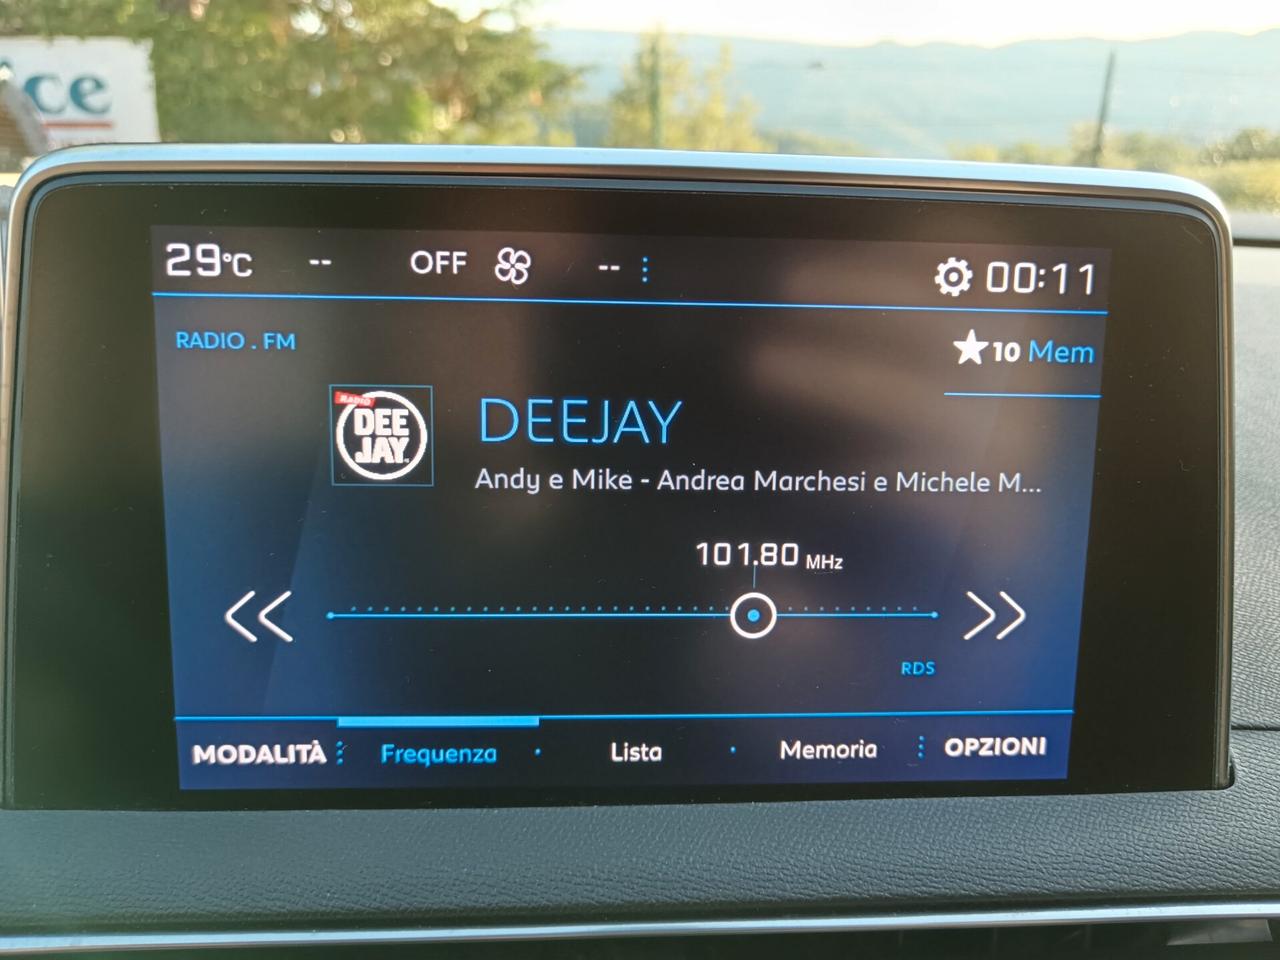 ice
29°C -- OFF -- 00:11
RADIO . FM
10 Mem
RADIO
DEE
JAY
DEEJAY
Andy e Mike - Andrea Marchesi e Michele M...
101.80 MHz
RDS
MODALITÀ Frequenza Lista Memoria OPZIONI